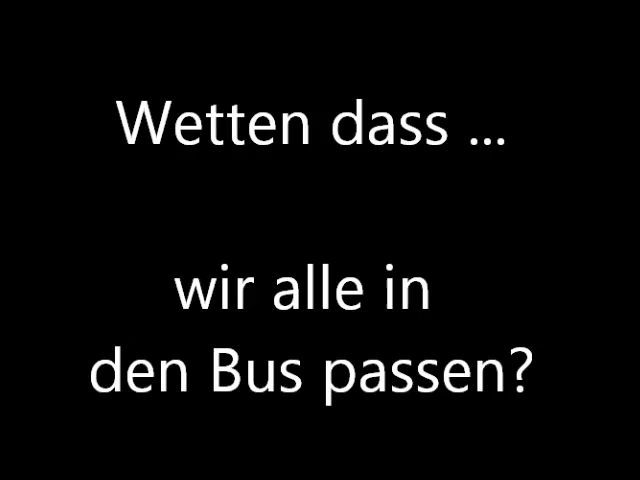 Wetten dass ...
wir alle in
den Bus passen?